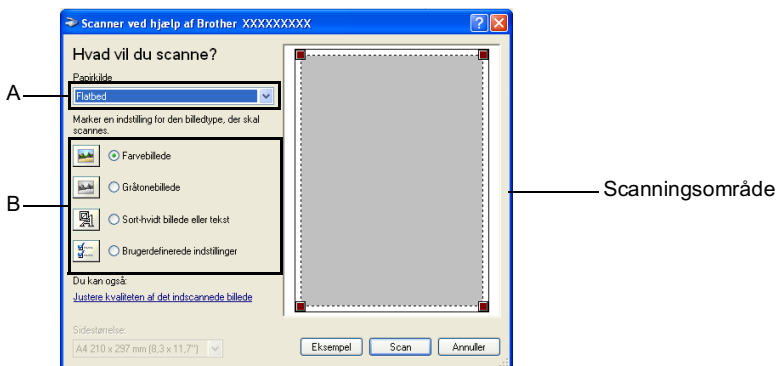 Scanner ved hjælp af Brother XXXXXXXXX
Hvad vil du scanne?
Papirkilde
A
Flatbed
Marker en indstilling for den billedtype, der skal
scannes.
Farvebillede
Gråtonebillede
B
Sort-hvidt billede eller tekst
Brugerdefinerede indstillinger
Du kan også:
Justere kvaliteten af det indscannede billede
Sidestørrelse:
A4 210 x 297 mm (8,3 x 11,7")
Eksempel
Scan
Annuller
Scanningsområde